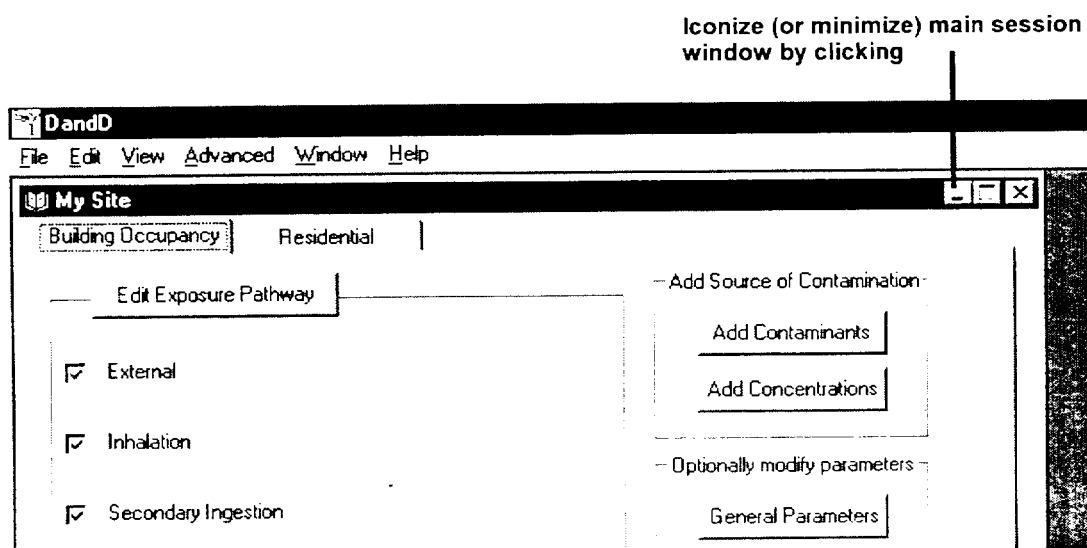 Iconize (or minimize) main session
window by clicking
DandD
File Edit View Advanced Window Help
My Site
Building Occupancy Residential
Edit Exposure Pathway
Add Source of Contamination
Add Contaminants
External
Add Concentrations
Inhalation
Optionally modify parameters
Secondary Ingestion
General Parameters